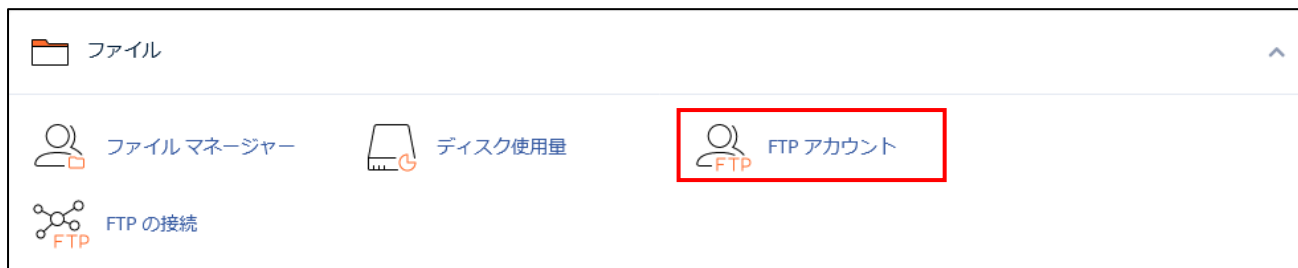 ファイル
ファイル マネージャー
ディスク使用量
FTP
FTP アカウント
FTP
FTP の接続